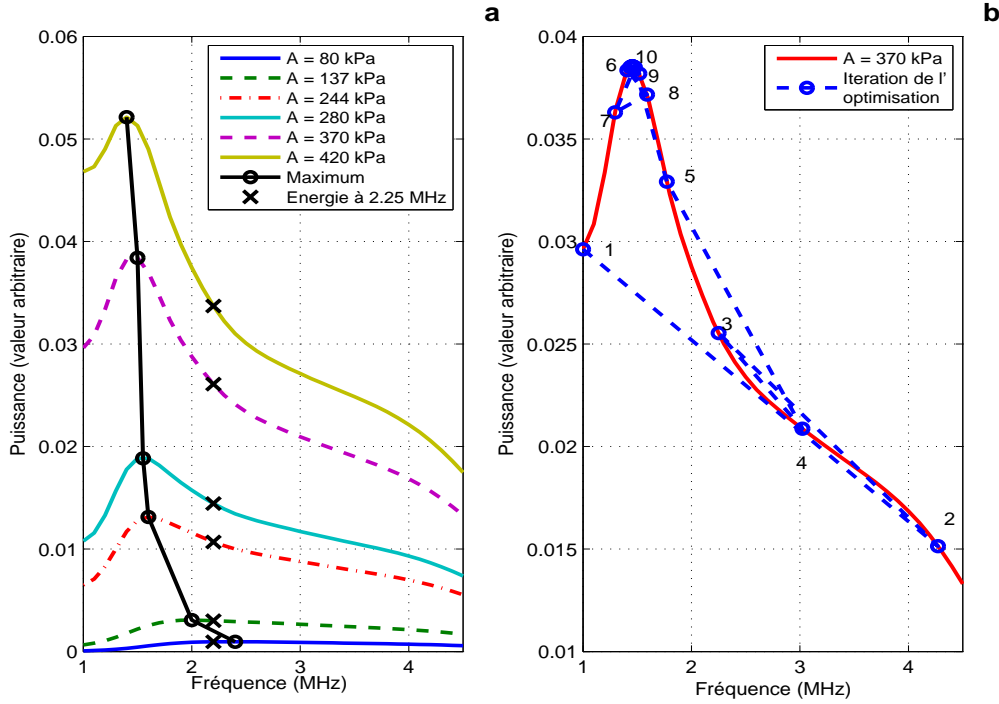 a
0.06
0.05
0.04
0.03
0.02
0.01
0
Puissance (valeur arbitraire)
A = 80 kPa
A = 137 kPa
A = 244 kPa
A = 280 kPa
A = 370 kPa
A = 420 kPa
Maximum
Energie à 2.25 MHz
1 2 3 4
Fréquence (MHz)
b
0.04
0.035
0.03
0.025
0.02
0.015
0.01
Puissance (valeur arbitraire)
A = 370 kPa
Iteration de l'
optimisation
6
10
9
8
7
5
1
3
4
2
1 2 3 4
Fréquence (MHz)